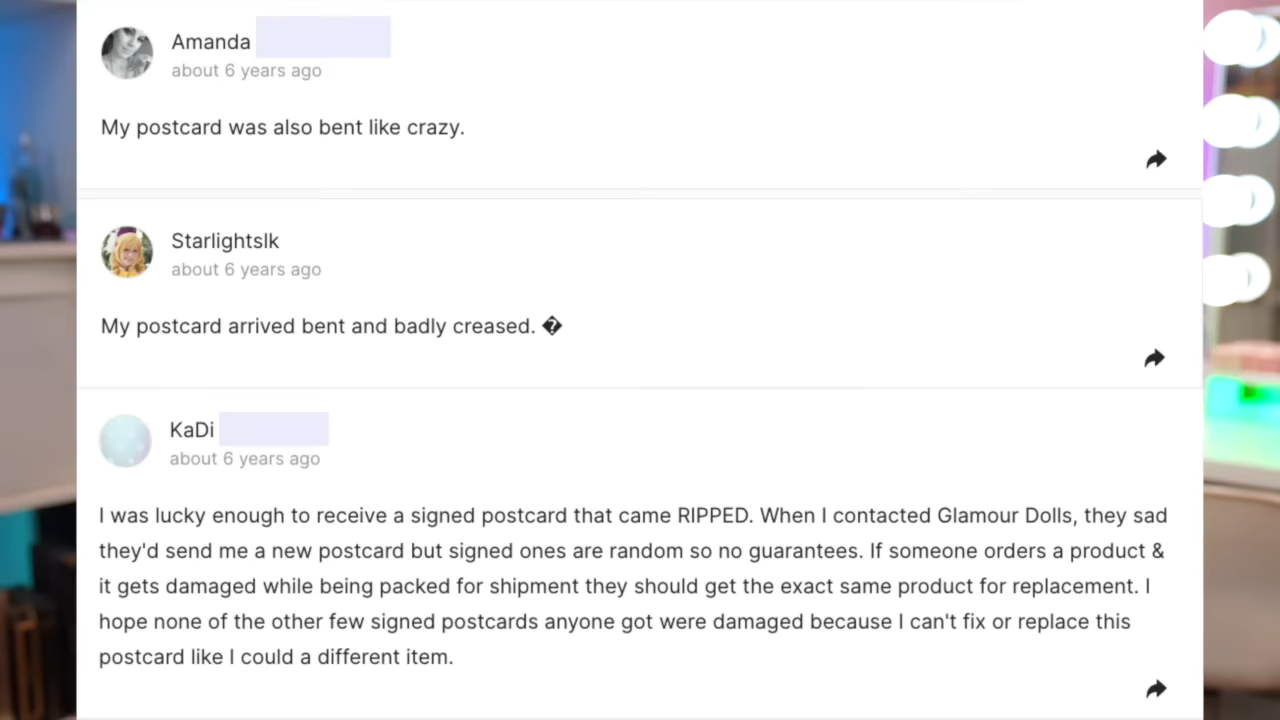 Amanda
about 6 years ago
My postcard was also bent like crazy.
Starlightslk
about 6 years ago
My postcard arrived bent and badly creased. �
KaDi
about 6 years ago
I was lucky enough to receive a signed postcard that came RIPPED. When I contacted Glamour Dolls, they sad
they'd send me a new postcard but signed ones are random so no guarantees. If someone orders a product &
it gets damaged while being packed for shipment they should get the exact same product for replacement. I
hope none of the other few signed postcards anyone got were damaged because I can't fix or replace this
postcard like I could a different item.